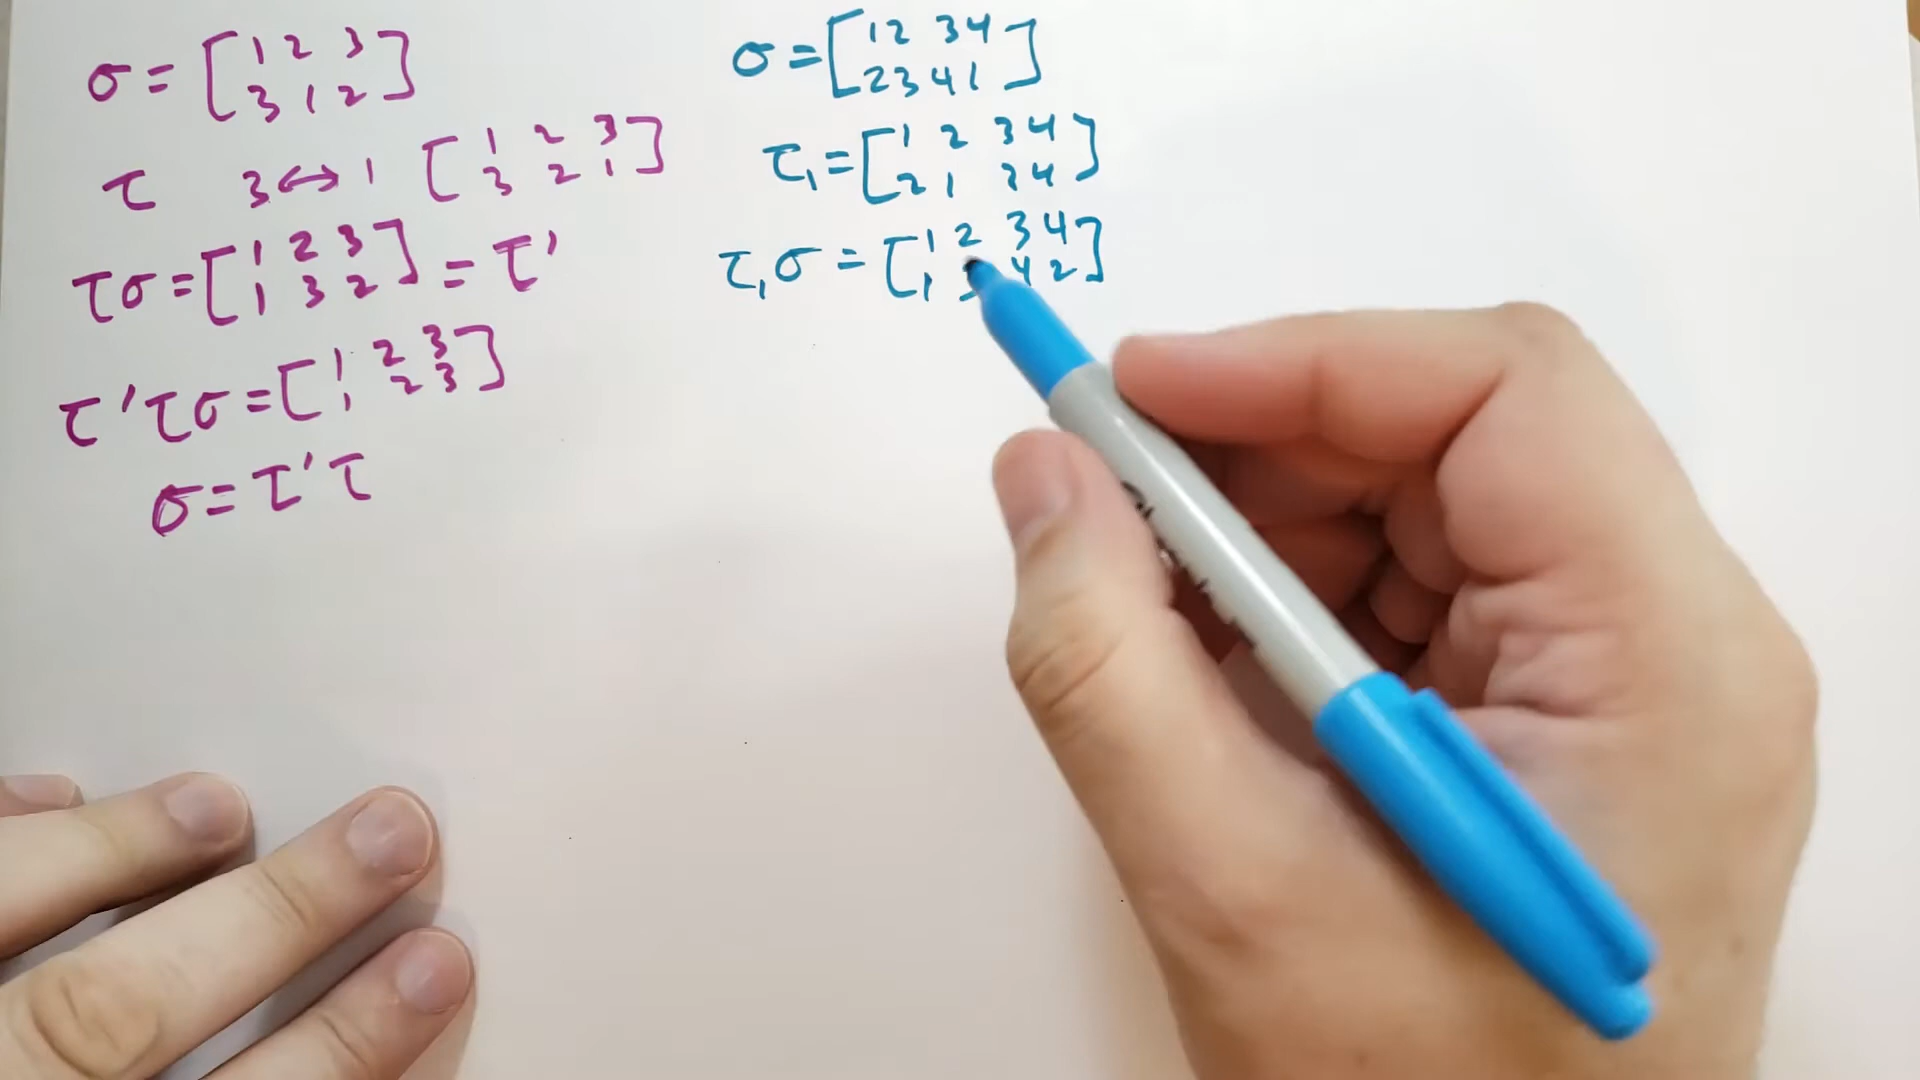 σ = [1 2 3
3 1 2]
τ 3 ↔ 1 [1 2 3
3 2 1]
τσ = [1 2 3
1 3 2] = τ'
τ'τσ = [1 2 3
1 2 3]
σ = τ'τ
σ = [1 2 3 4
2 3 4 1]
τ₁ = [1 2 3 4
2 1 3 4]
τ₁σ = [1 2 3 4
1 4 2]